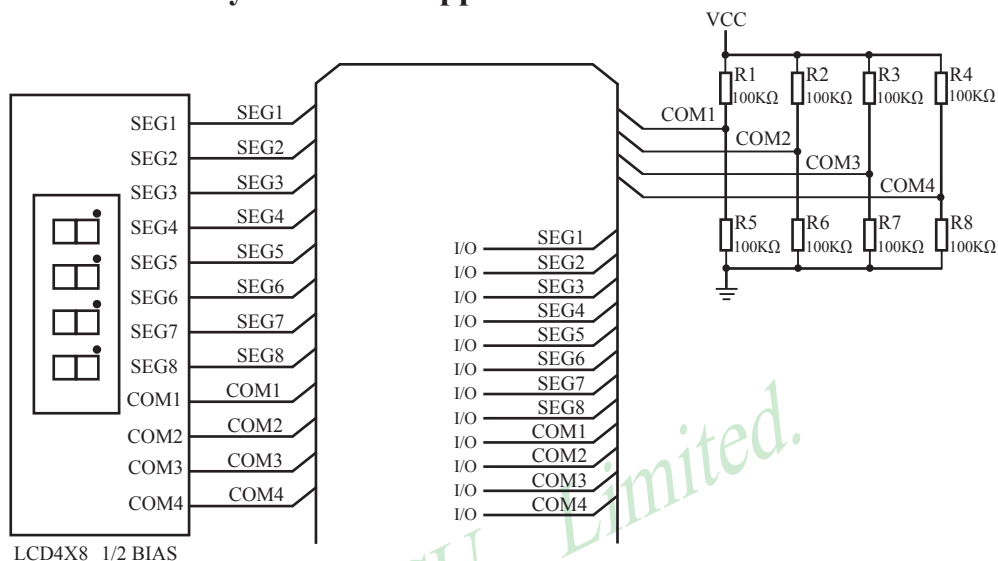 VCC
R1
R2
R3
R4
100KΩ
100KΩ
100KΩ
100KΩ
COM1
COM2
COM3
COM4
R5
R6
R7
R8
100KΩ
100KΩ
100KΩ
100KΩ
SEG1 SEG1
SEG2 SEG2
SEG3 SEG3
SEG4 SEG4
SEG5 SEG5
SEG6 SEG6
SEG7 SEG7
SEG8 SEG8
COM1 COM1
COM2 COM2
COM3 COM3
COM4 COM4
LCD4X8 1/2 BIAS
I/O SEG1
I/O SEG2
I/O SEG3
I/O SEG4
I/O SEG5
I/O SEG6
I/O SEG7
I/O SEG8
I/O COM1
I/O COM2
I/O COM3
I/O COM4
Limited.